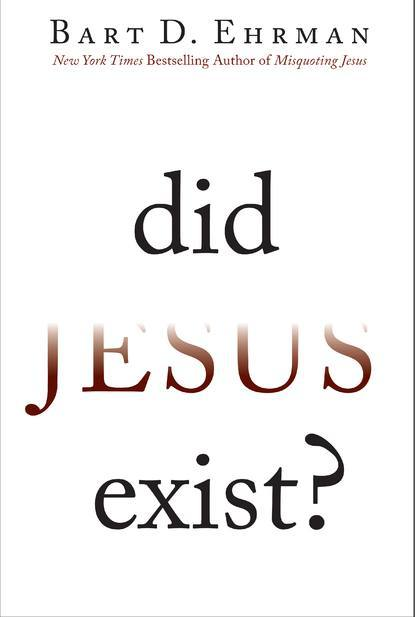 BART D. EHRMAN
New York Times Bestselling Author of Misquoting Jesus
did
JESUS
exist?